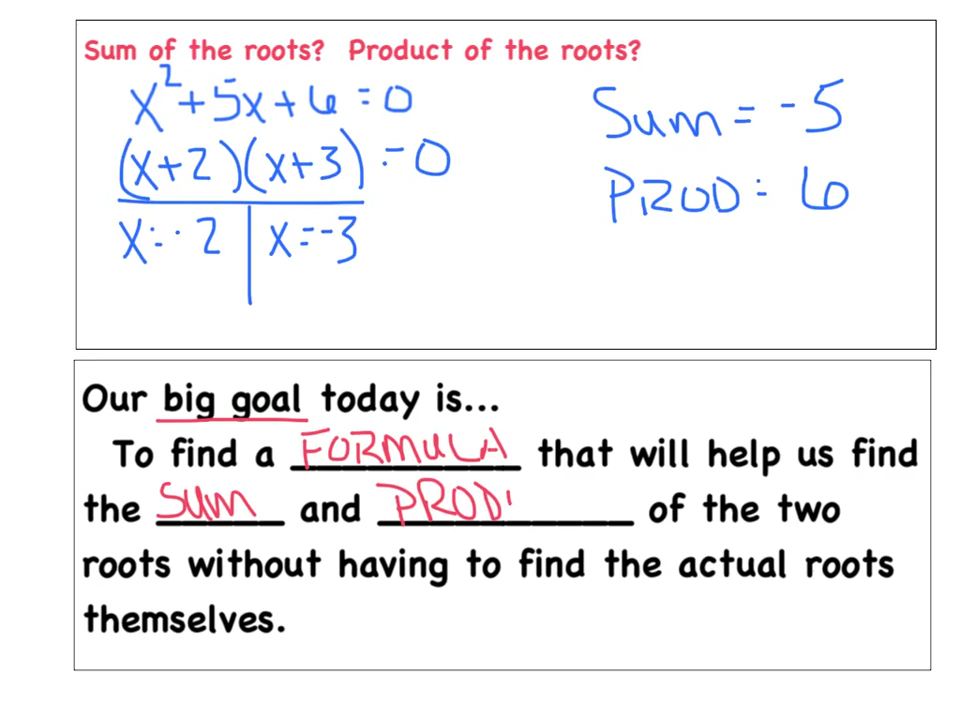 Sum of the roots? Product of the roots?
x²+5x+6=0
(x+2)(x+3)=0
x=-2 | x=-3
Sum = -5
PROD = 6
Our big goal today is...
To find a FORMULA that will help us find
the SUM and PROD of the two
roots without having to find the actual roots
themselves.